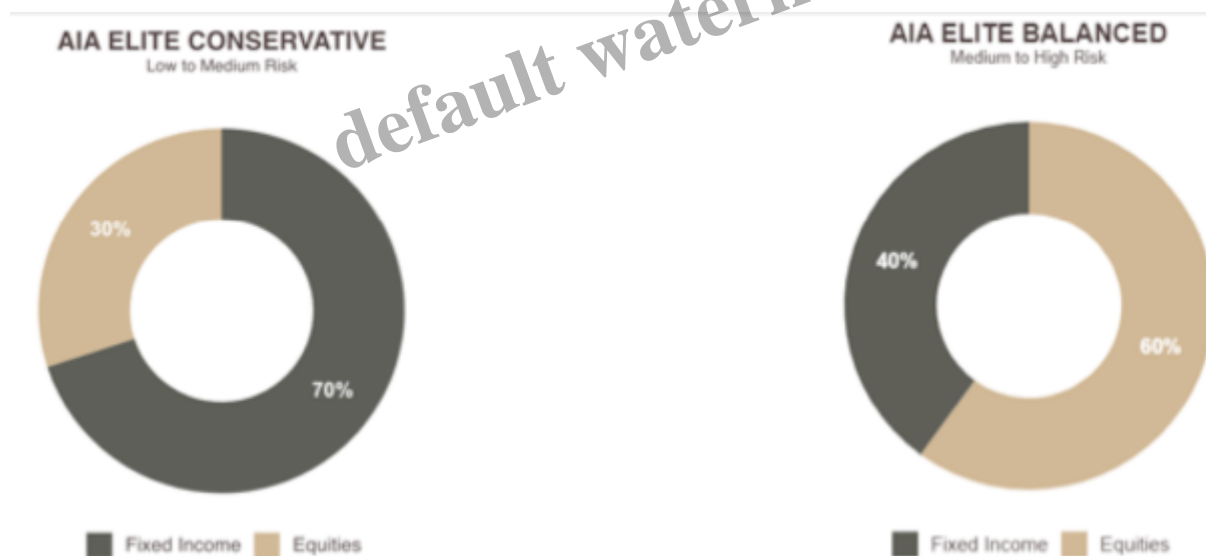 AIA ELITE CONSERVATIVE
Low to Medium Risk
30%
70%
Fixed Income Equities
AIA ELITE BALANCED
Medium to High Risk
40%
60%
Fixed Income Equities
default